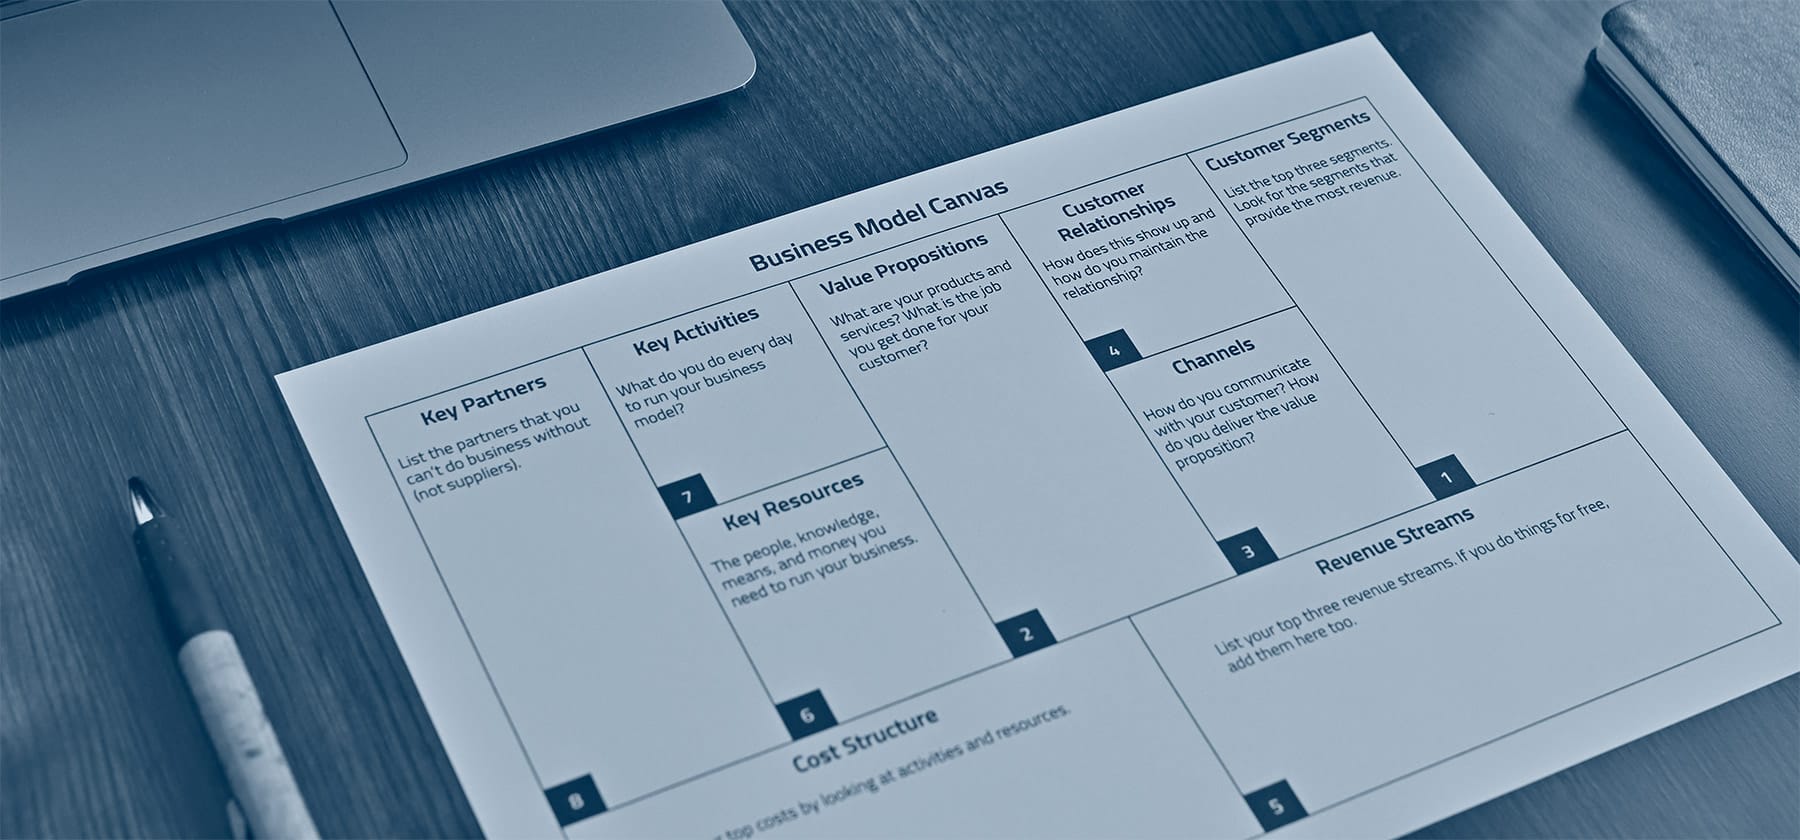 Business Model Canvas
Key Partners
List the partners that you
can't do business without
(not suppliers).
8
Key Activities
What do you do every day
to run your business
model?
7
Key Resources
The people, knowledge,
means, and money you
need to run your business.
6
Value Propositions
What are your products and
services? What is the job
you get done for your
customer?
2
Customer
Relationships
How does this show up and
how do you maintain the
relationship?
4
Channels
How do you communicate
with your customer? How
do you deliver the value
proposition?
3
Customer Segments
List the top three segments.
Look for the segments that
provide the most revenue.
1
Cost Structure
top costs by looking at activities and resources.
Revenue Streams
List your top three revenue streams. If you do things for free,
add them here too.
5